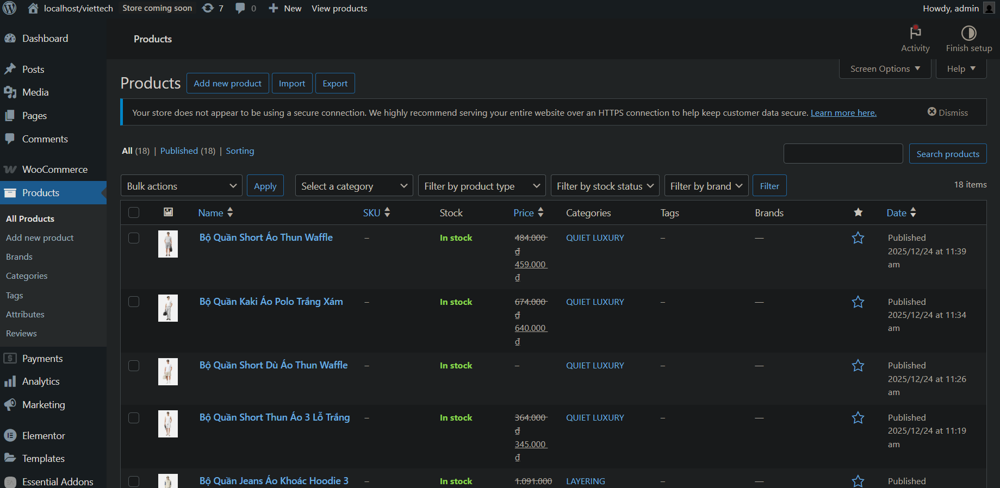 localhost/viettech Store coming soon 7 0 New View products Howdy, admin
Dashboard
Posts
Media
Pages
Comments
WooCommerce
Products
All Products
Add new product
Brands
Categories
Tags
Attributes
Reviews
Payments
Analytics
Marketing
Elementor
Templates
Essential Addons
Products
Activity
Finish setup
Screen Options
Help
Products Add new product Import Export
Your store does not appear to be using a secure connection. We highly recommend serving your entire website over an HTTPS connection to help keep customer data secure. Learn more here. Dismiss
All (18) | Published (18) | Sorting
Search products
Bulk actions Apply Select a category Filter by product type Filter by stock status Filter by brand Filter 18 items
Name SKU Stock Price Categories Tags Brands Date
Bộ Quần Short Áo Thun Waffle – In stock 484.000 QUIET LUXURY – — Published
₫ 2025/12/24 at 11:39
459.000 am
₫
Bộ Quần Kaki Áo Polo Trắng Xám – In stock 674.000 QUIET LUXURY – — Published
₫ 2025/12/24 at 11:34
640.000 am
₫
Bộ Quần Short Dù Áo Thun Waffle – In stock – QUIET LUXURY – — Published
2025/12/24 at 11:26
am
Bộ Quần Short Thun Áo 3 Lỗ Trắng – In stock 364.000 QUIET LUXURY – — Published
₫ 2025/12/24 at 11:19
345.000 am
₫
Bộ Quần Jeans Áo Khoác Hoodie 3 – In stock 1.091.000 LAYERING – — Published